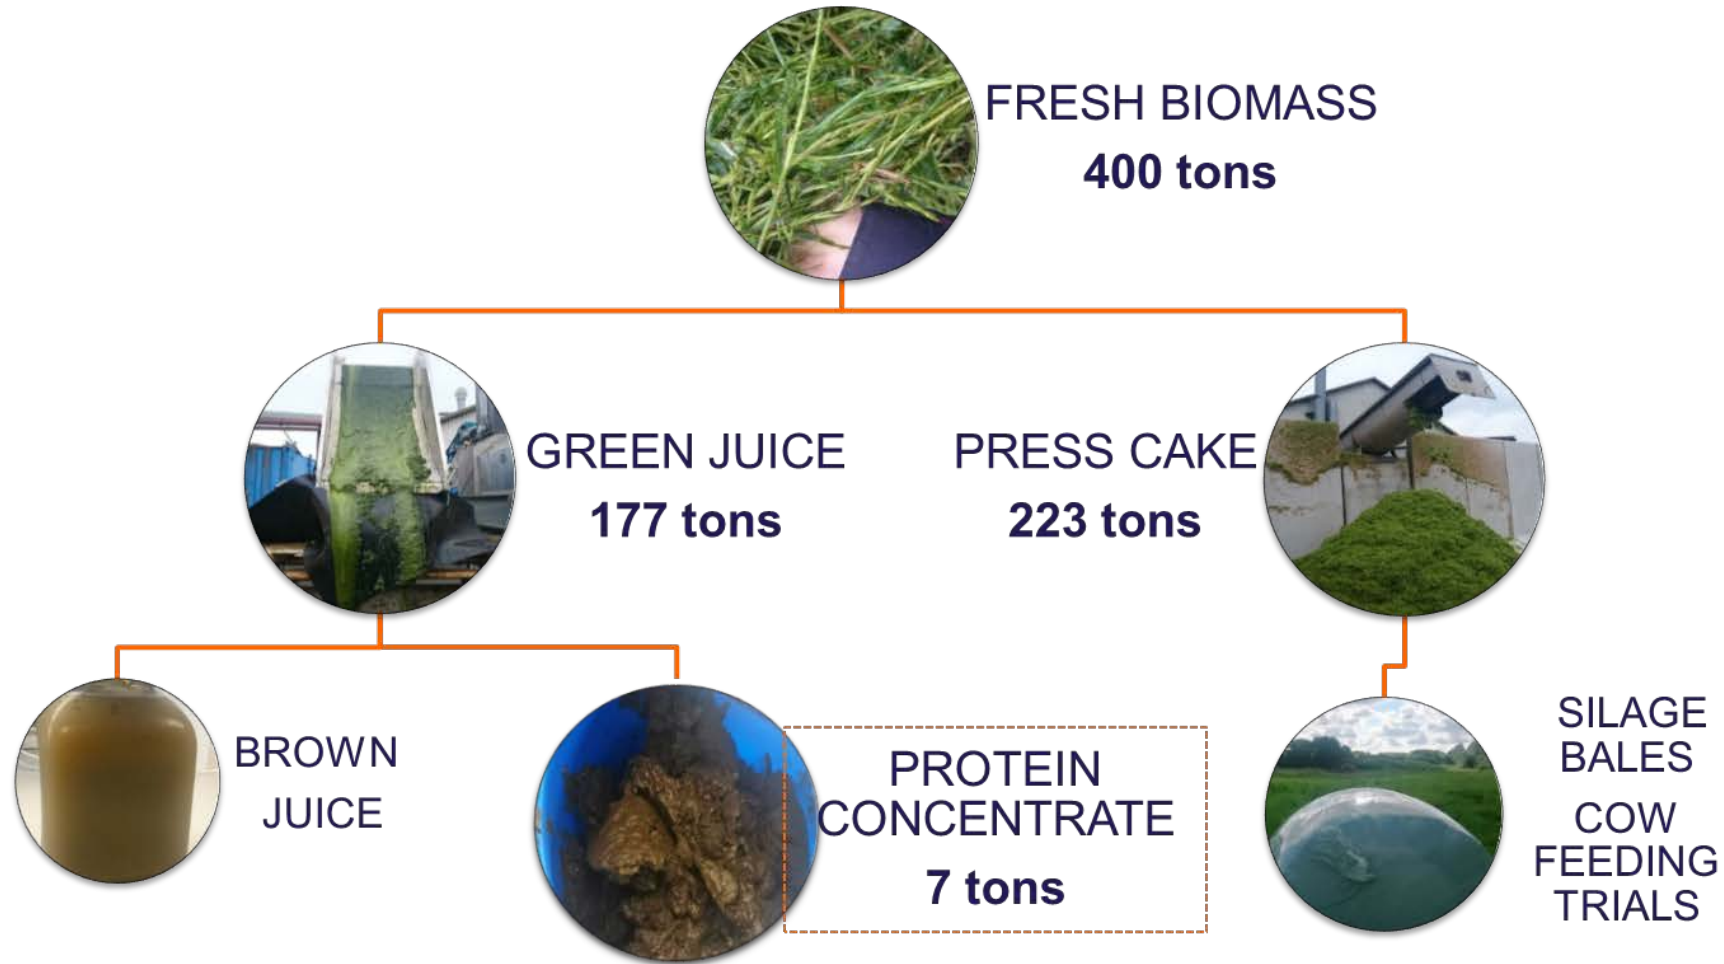 FRESH BIOMASS
400 tons
GREEN JUICE
177 tons
PRESS CAKE
223 tons
BROWN
JUICE
PROTEIN
CONCENTRATE
7 tons
SILAGE
BALES
COW
FEEDING
TRIALS